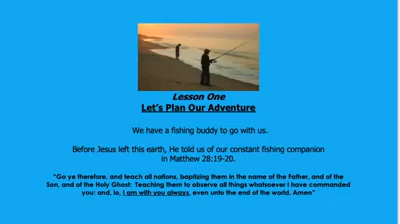 Lesson One
Let's Plan Our Adventure
We have a fishing buddy to go with us.
Before Jesus left this earth, He told us of our constant fishing companion
in Matthew 28:19-20.
"Go ye therefore, and teach all nations, baptizing them in the name of the Father, and of the
Son, and of the Holy Ghost:  Teaching them to observe all things whatsoever I have commanded
you: and, lo, I am with you always, even unto the end of the world. Amen"